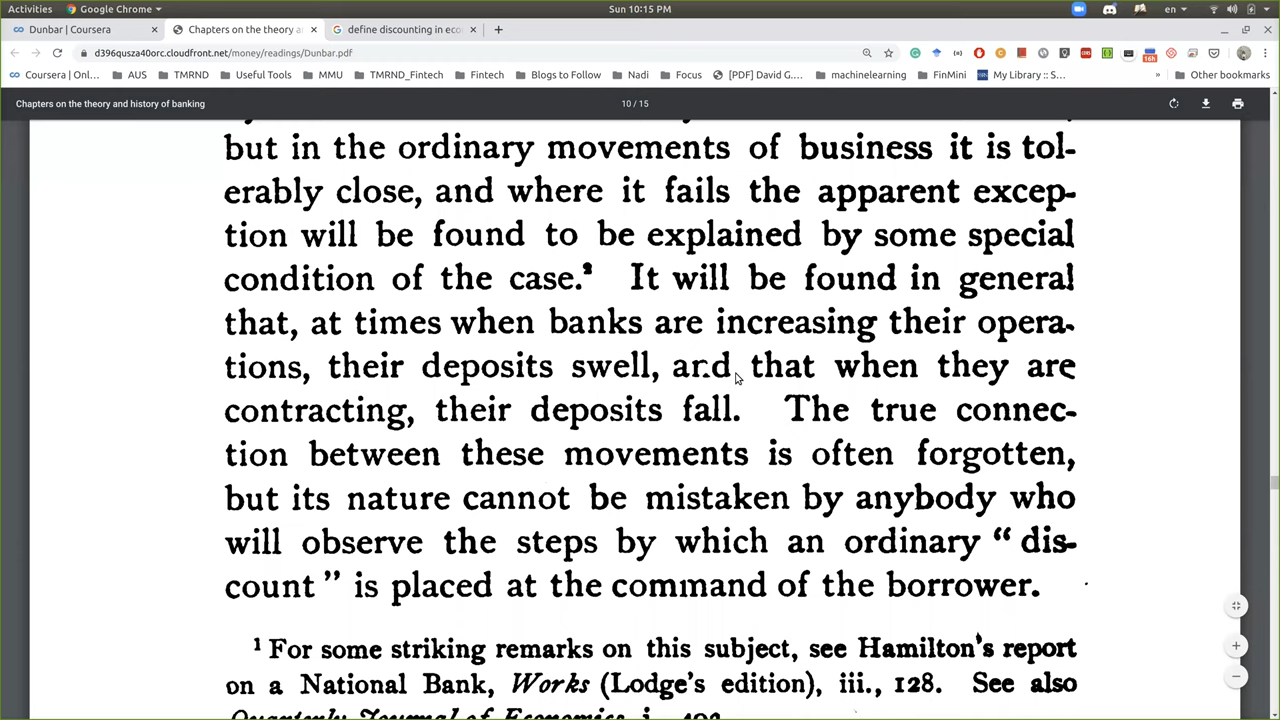 Activities Google Chrome Sun 10:15 PM en
Dunbar | Coursera Chapters on the theory a define discounting in eco
d396qusza40orc.cloudfront.net/money/readings/Dunbar.pdf
Coursera | Onl… AUS TMRND Useful Tools MMU TMRND_Fintech Fintech Blogs to Follow Nadi Focus [PDF] David G.… machinelearning FinMini My Library :: S… » Other bookmarks
16h
Chapters on the theory and history of banking 10 / 15
but in the ordinary movements of business it is tol-
erably close, and where it fails the apparent excep-
tion will be found to be explained by some special
condition of the case.² It will be found in general
that, at times when banks are increasing their opera-
tions, their deposits swell, and that when they are
contracting, their deposits fall. The true connec-
tion between these movements is often forgotten,
but its nature cannot be mistaken by anybody who
will observe the steps by which an ordinary “ dis-
count ” is placed at the command of the borrower.
¹ For some striking remarks on this subject, see Hamilton's report
on a National Bank, Works (Lodge's edition), iii., 128. See also
Quarterly Journal of Economics, i., 402.